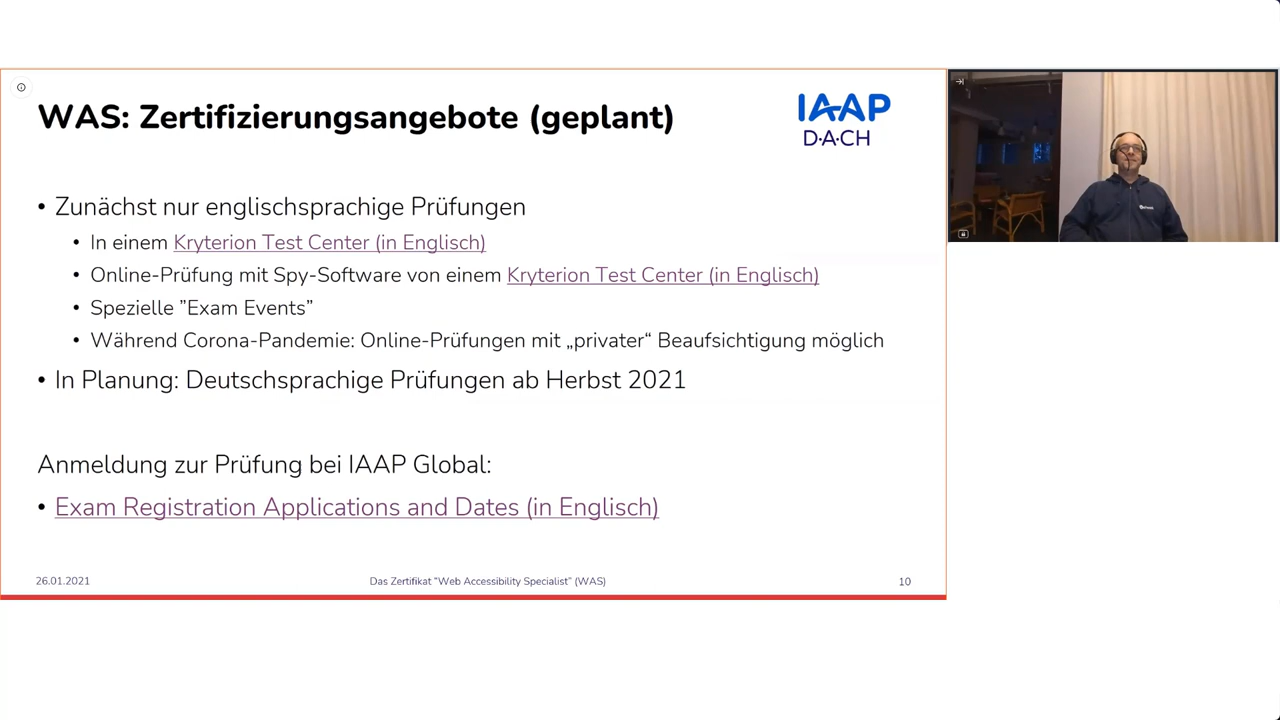 WAS: Zertifizierungsangebote (geplant)
IAAP
D·A·CH
• Zunächst nur englischsprachige Prüfungen
• In einem Kryterion Test Center (in Englisch)
• Online-Prüfung mit Spy-Software von einem Kryterion Test Center (in Englisch)
• Spezielle ”Exam Events”
• Während Corona-Pandemie: Online-Prüfungen mit „privater“ Beaufsichtigung möglich
• In Planung: Deutschsprachige Prüfungen ab Herbst 2021
Anmeldung zur Prüfung bei IAAP Global:
• Exam Registration Applications and Dates (in Englisch)
26.01.2021
Das Zertifikat “Web Accessibility Specialist” (WAS)
10